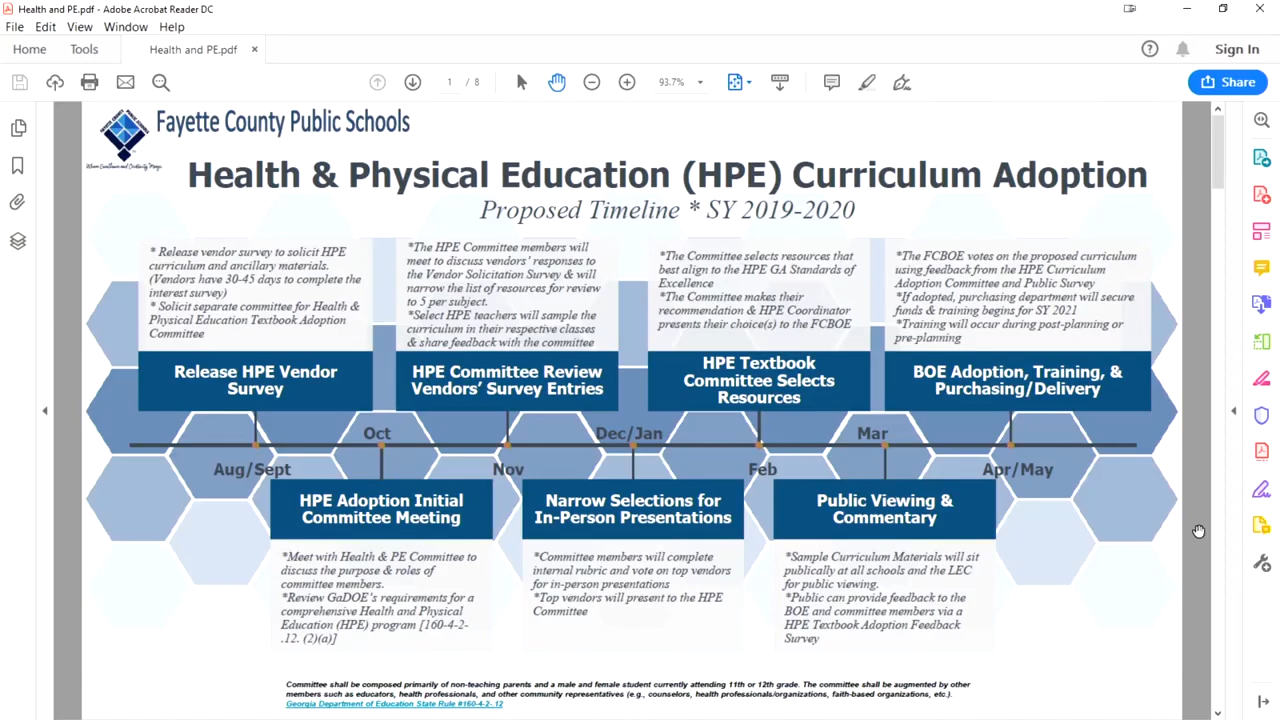 Health and PE.pdf - Adobe Acrobat Reader DC
File Edit View Window Help
Home Tools Health and PE.pdf × Sign In
1 / 8 93.7% Share
Fayette County Public Schools
Health & Physical Education (HPE) Curriculum Adoption
Proposed Timeline * SY 2019-2020
* Release vendor survey to solicit HPE
curriculum and ancillary materials.
(Vendors have 30-45 days to complete the
interest survey)
* Solicit separate committee for Health &
Physical Education Textbook Adoption
Committee
Release HPE Vendor
Survey
*The HPE Committee members will
meet to discuss vendors' responses to
the Vendor Solicitation Survey & will
narrow the list of resources for review
to 5 per subject.
*Select HPE teachers will sample the
curriculum in their respective classes
& share feedback with the committee
HPE Committee Review
Vendors' Survey Entries
*The Committee selects resources that
best align to the HPE GA Standards of
Excellence
*The Committee makes their
recommendation & HPE Coordinator
presents their choice(s) to the FCBOE
HPE Textbook
Committee Selects
Resources
*The FCBOE votes on the proposed curriculum
using feedback from the HPE Curriculum
Adoption Committee and Public Survey
*If adopted, purchasing department will secure
funds & training begins for SY 2021
*Training will occur during post-planning or
pre-planning
BOE Adoption, Training, &
Purchasing/Delivery
Oct Dec/Jan Mar
Aug/Sept Nov Feb Apr/May
HPE Adoption Initial
Committee Meeting
*Meet with Health & PE Committee to
discuss the purpose & roles of
committee members.
*Review GaDOE's requirements for a
comprehensive Health and Physical
Education (HPE) program [160-4-2-
.12. (2)(a)]
Narrow Selections for
In-Person Presentations
*Committee members will complete
internal rubric and vote on top vendors
for in-person presentations
*Top vendors will present to the HPE
Committee
Public Viewing &
Commentary
*Sample Curriculum Materials will sit
publically at all schools and the LEC
for public viewing.
*Public can provide feedback to the
BOE and committee members via a
HPE Textbook Adoption Feedback
Survey
Committee shall be composed primarily of non-teaching parents and a male and female student currently attending 11th or 12th grade. The committee shall be augmented by other
members such as educators, health professionals, and other community representatives (e.g., counselors, health professionals/organizations, faith-based organizations, etc.).
Georgia Department of Education State Rule #160-4-2-.12